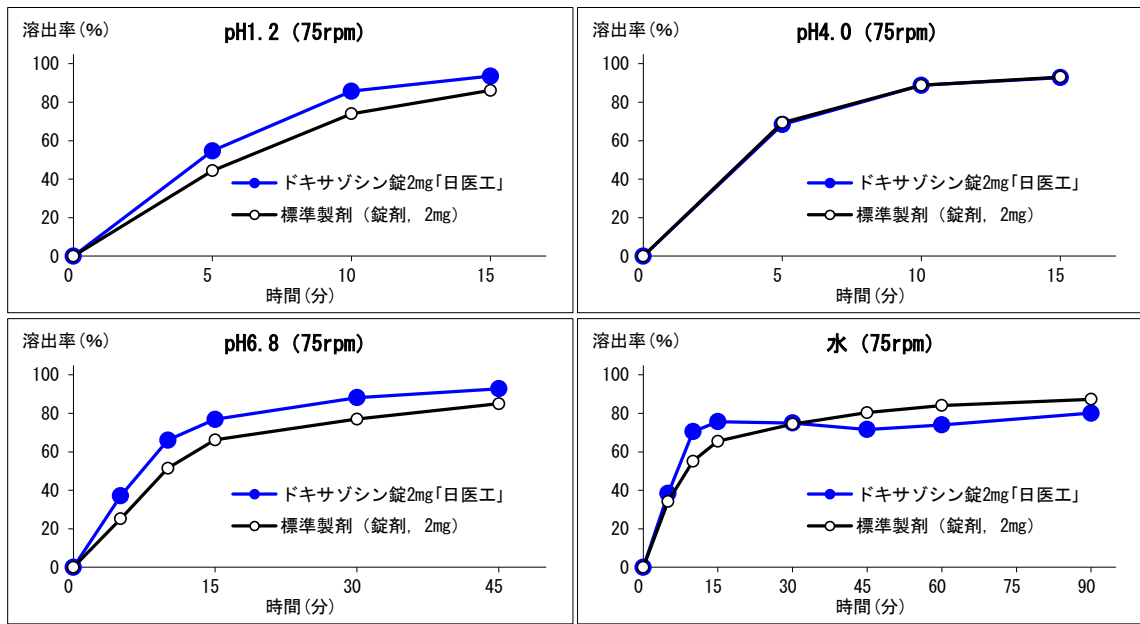 溶出率(%)
pH1.2 (75rpm)
100
80
60
40
20
0
ドキサゾシン錠2mg「日医工」
標準製剤 (錠剤, 2mg)
0 5 10 15
時間(分)
溶出率(%)
pH4.0 (75rpm)
100
80
60
40
20
0
ドキサゾシン錠2mg「日医工」
標準製剤 (錠剤, 2mg)
0 5 10 15
時間(分)
溶出率(%)
pH6.8 (75rpm)
100
80
60
40
20
0
ドキサゾシン錠2mg「日医工」
標準製剤 (錠剤, 2mg)
0 15 30 45
時間(分)
溶出率(%)
水 (75rpm)
100
80
60
40
20
0
ドキサゾシン錠2mg「日医工」
標準製剤 (錠剤, 2mg)
0 15 30 45 60 75 90
時間(分)